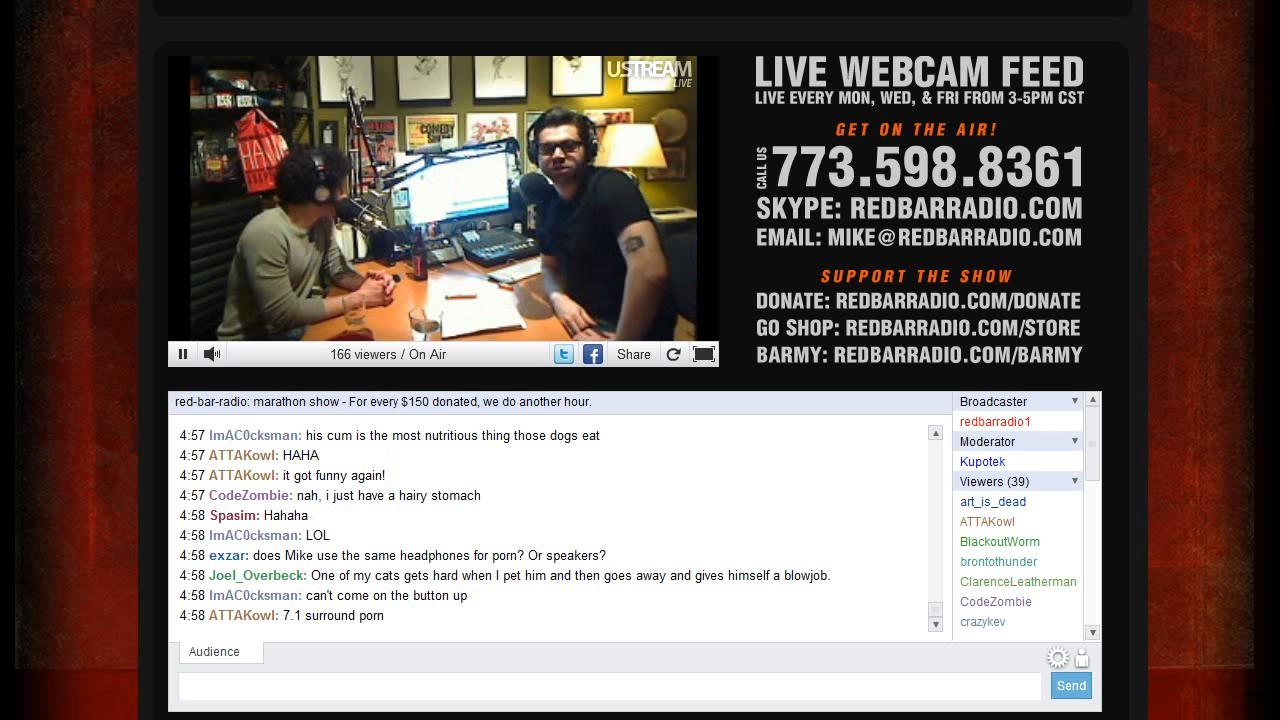 USTREAM
LIVE
COMEDY
LIVE WEBCAM FEED
LIVE EVERY MON, WED, & FRI FROM 3-5PM CST
GET ON THE AIR!
CALL US 773.598.8361
SKYPE: REDBARRADIO.COM
EMAIL: MIKE@REDBARRADIO.COM
SUPPORT THE SHOW
DONATE: REDBARRADIO.COM/DONATE
GO SHOP: REDBARRADIO.COM/STORE
BARMY: REDBARRADIO.COM/BARMY
166 viewers / On Air
Share
red-bar-radio: marathon show - For every $150 donated, we do another hour.
4:57 ImAC0cksman: his cum is the most nutritious thing those dogs eat
4:57 ATTAKowl: HAHA
4:57 ATTAKowl: it got funny again!
4:57 CodeZombie: nah, i just have a hairy stomach
4:58 Spasim: Hahaha
4:58 ImAC0cksman: LOL
4:58 exzar: does Mike use the same headphones for porn? Or speakers?
4:58 Joel_Overbeck: One of my cats gets hard when I pet him and then goes away and gives himself a blowjob.
4:58 ImAC0cksman: can't come on the button up
4:58 ATTAKowl: 7.1 surround porn
Broadcaster
redbarradio1
Moderator
Kupotek
Viewers (39)
art_is_dead
ATTAKowl
BlackoutWorm
brontothunder
ClarenceLeatherman
CodeZombie
crazykev
Audience
Send